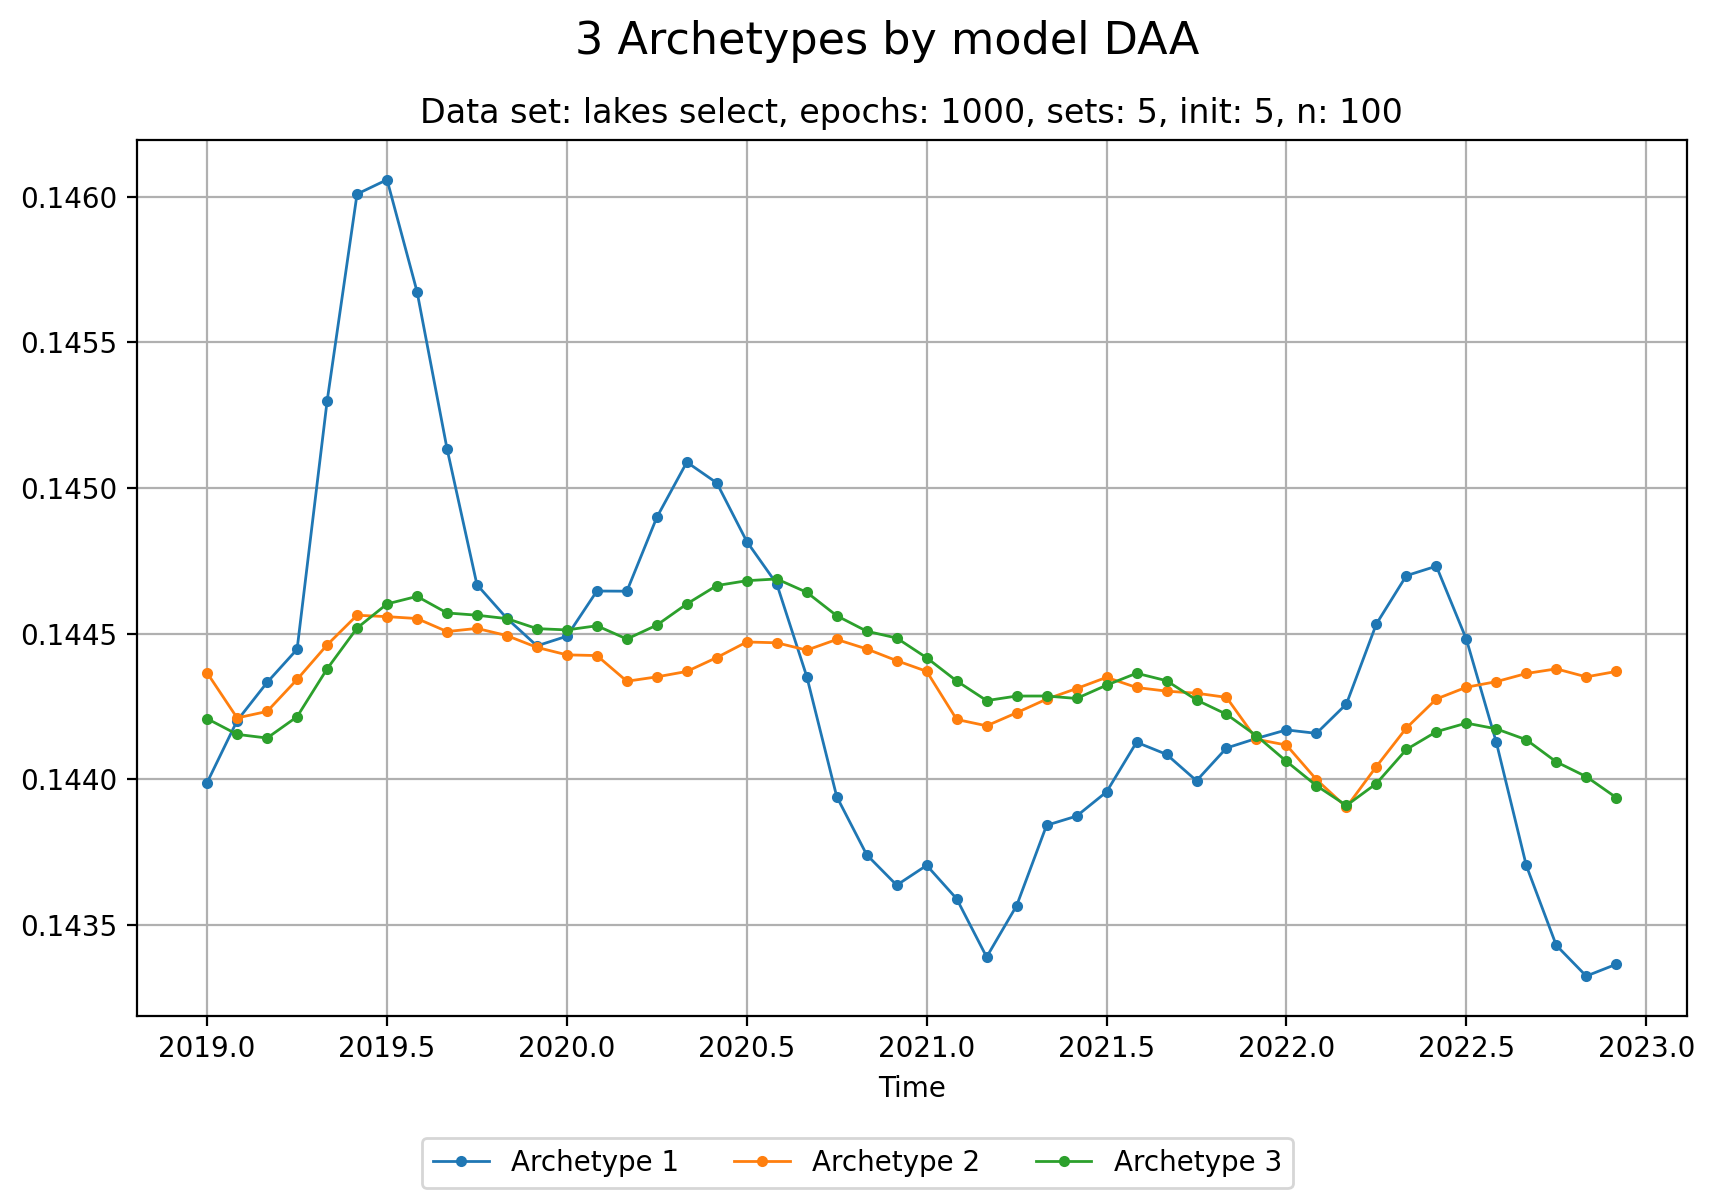 3 Archetypes by model DAA
Data set: lakes select, epochs: 1000, sets: 5, init: 5, n: 100
0.1460
0.1455
0.1450
0.1445
0.1440
0.1435
2019.0 2019.5 2020.0 2020.5 2021.0 2021.5 2022.0 2022.5 2023.0
Time
Archetype 1 Archetype 2 Archetype 3